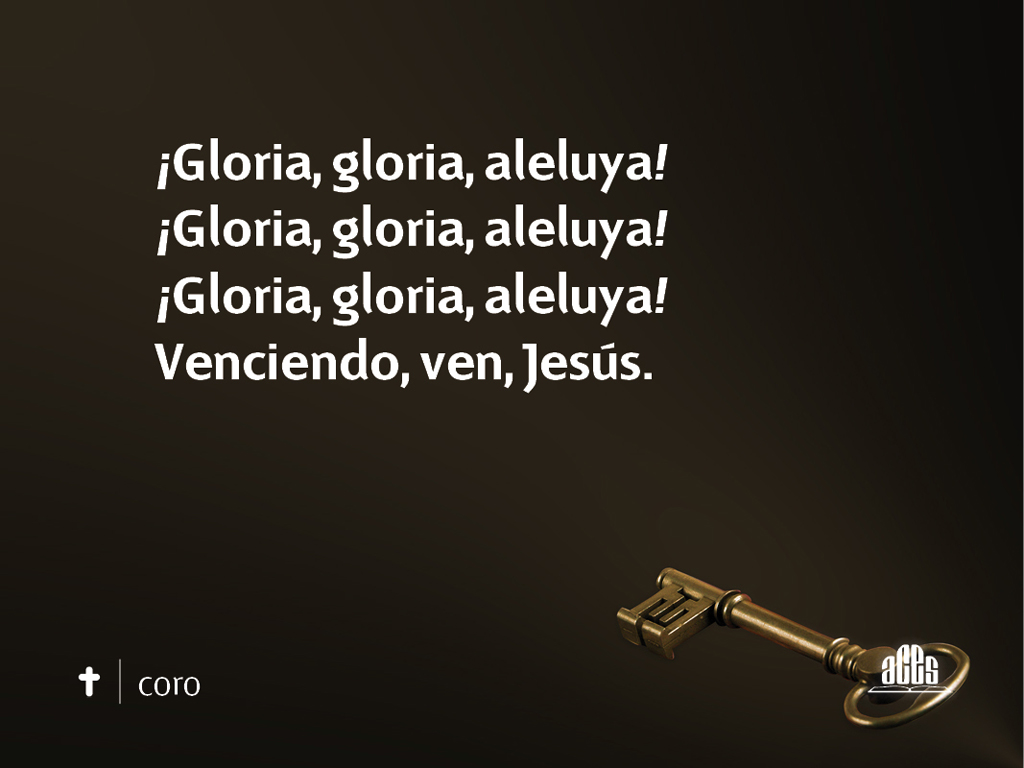 ¡Gloria, gloria, aleluya!
¡Gloria, gloria, aleluya!
¡Gloria, gloria, aleluya!
Venciendo, ven, Jesús.
coro
aces